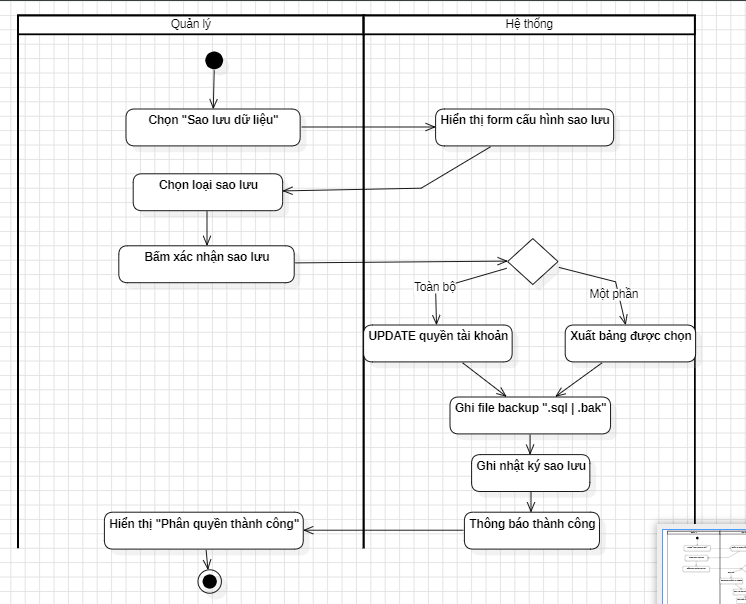 Quản lý
Hệ thống
Chọn "Sao lưu dữ liệu"
Hiển thị form cấu hình sao lưu
Chọn loại sao lưu
Bấm xác nhận sao lưu
Toàn bộ
Một phần
UPDATE quyền tài khoản
Xuất bảng được chọn
Ghi file backup ".sql | .bak"
Ghi nhật ký sao lưu
Hiển thị "Phân quyền thành công"
Thông báo thành công